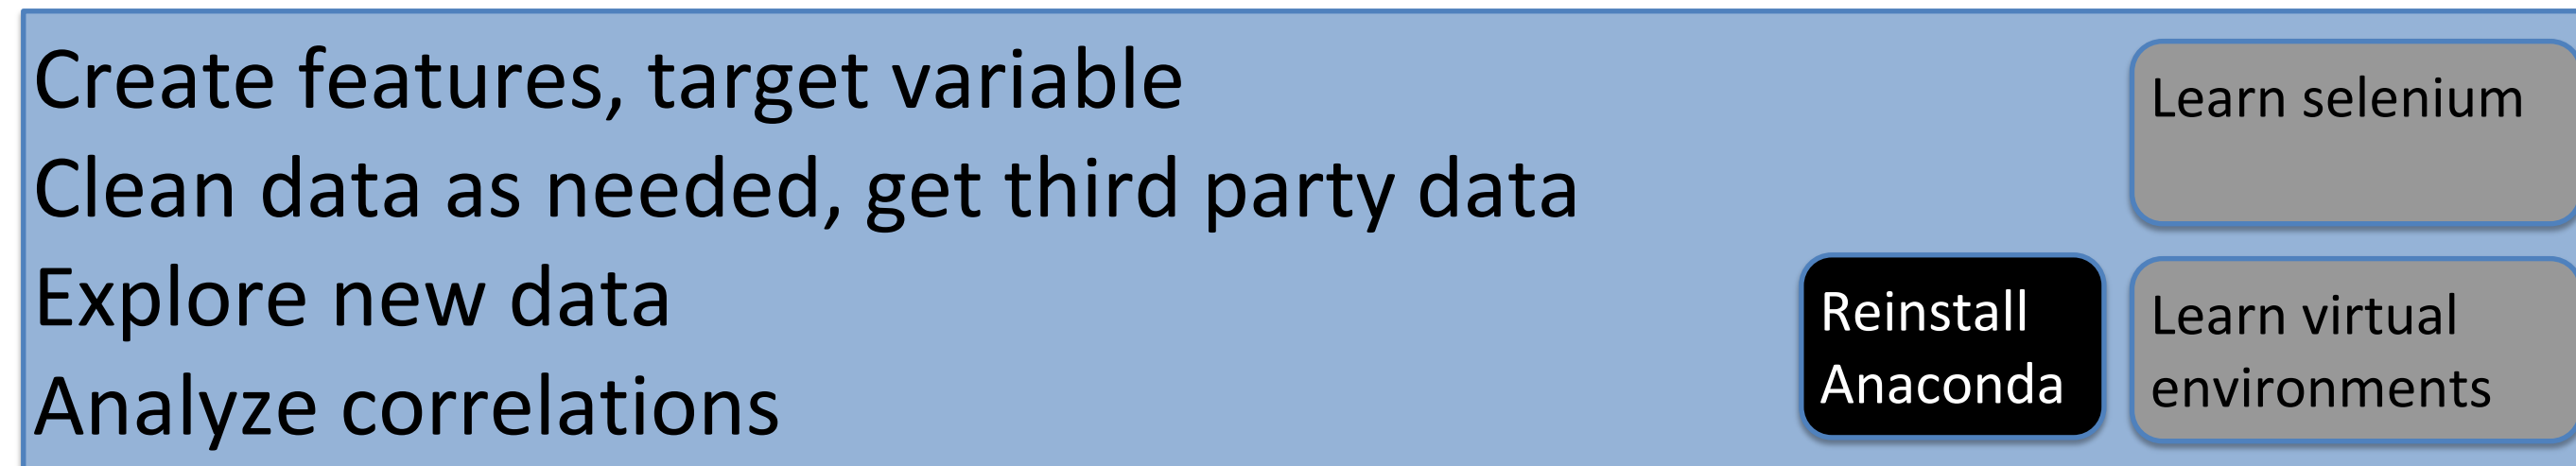 Create features, target variable
Clean data as needed, get third party data
Explore new data
Analyze correlations
Reinstall
Anaconda
Learn selenium
Learn virtual
environments